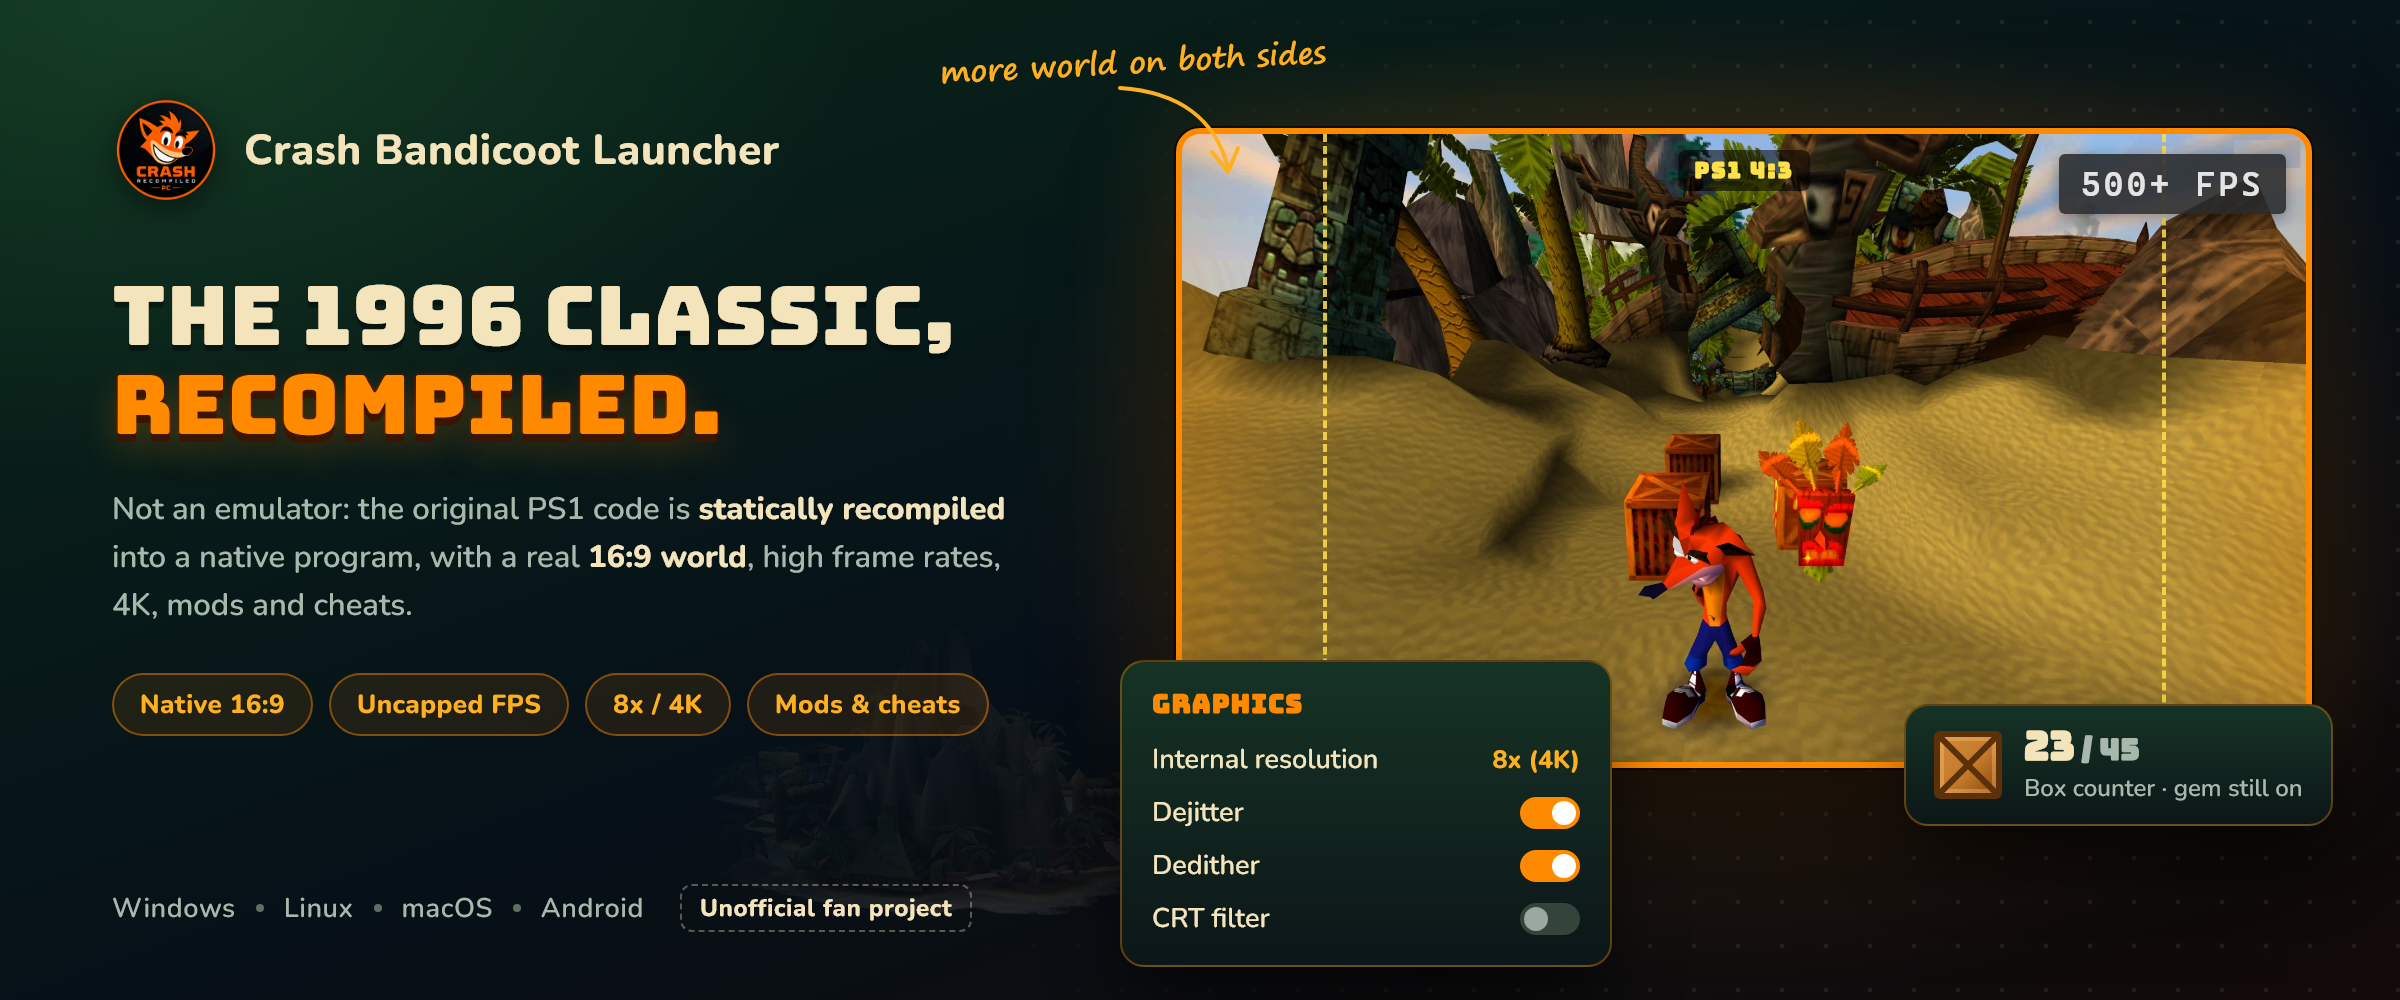 more world on both sides
CRASH
RECOMPILED
PC
Crash Bandicoot Launcher
PS1 4:3
500+ FPS
THE 1996 CLASSIC,
RECOMPILED.
Not an emulator: the original PS1 code is statically recompiled
into a native program, with a real 16:9 world, high frame rates,
4K, mods and cheats.
Native 16:9
Uncapped FPS
8x / 4K
Mods & cheats
GRAPHICS
Internal resolution 8x (4K)
Dejitter
Dedither
CRT filter
23/45
Box counter · gem still on
Windows • Linux • macOS • Android
Unofficial fan project